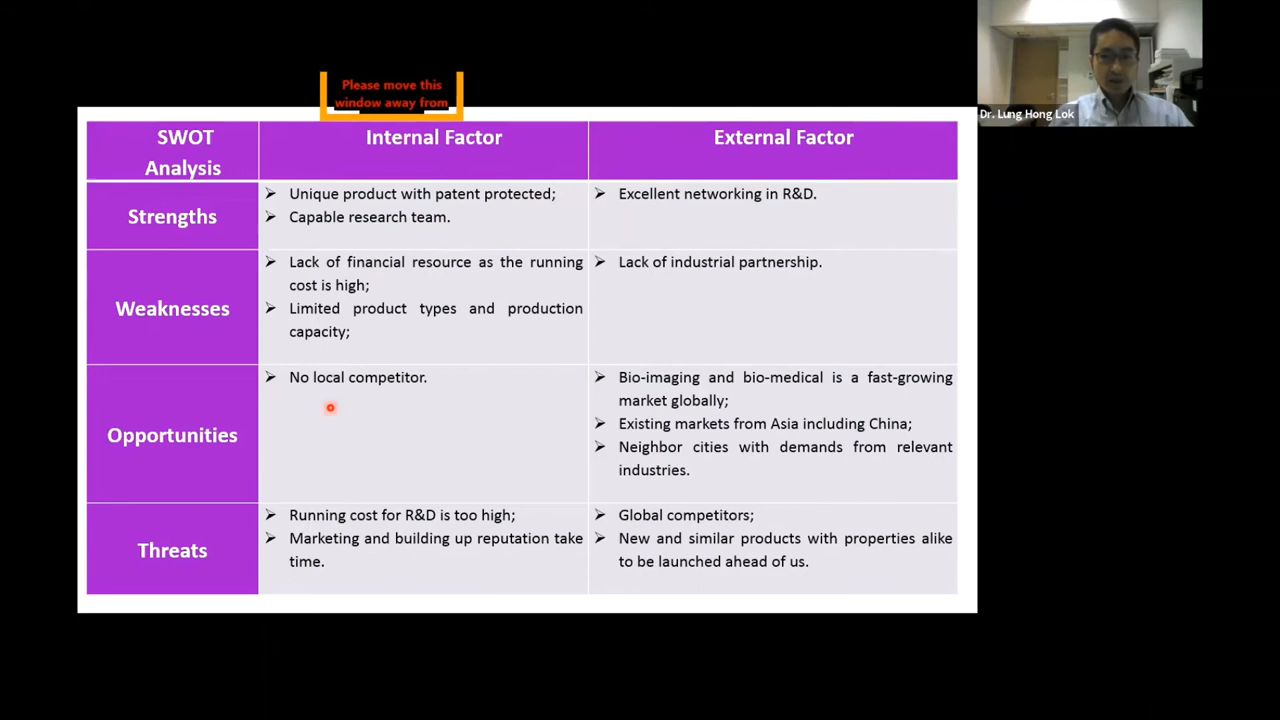 Please move this
window away from
Dr. Lung Hong Lok
SWOT
Analysis
Internal Factor
External Factor
Strengths
➢ Unique product with patent protected;
➢ Capable research team.
➢ Excellent networking in R&D.
Weaknesses
➢ Lack of financial resource as the running
cost is high;
➢ Limited product types and production
capacity;
➢ Lack of industrial partnership.
Opportunities
➢ No local competitor.
➢ Bio-imaging and bio-medical is a fast-growing
market globally;
➢ Existing markets from Asia including China;
➢ Neighbor cities with demands from relevant
industries.
Threats
➢ Running cost for R&D is too high;
➢ Marketing and building up reputation take
time.
➢ Global competitors;
➢ New and similar products with properties alike
to be launched ahead of us.